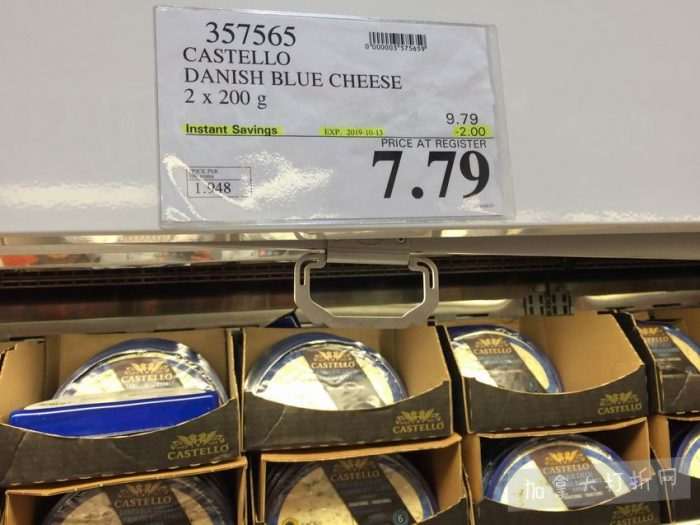 357565
CASTELLO
DANISH BLUE CHEESE
2 x 200 g
9.79
Instant Savings EXP. 2019-10-13 -2.00
PRICE AT REGISTER
7.79
PRICE PER
1.948
CASTELLO
CASTELLO
CASTELLO
CASTELLO
CASTELLO
CASTELLO
CASTELLO
CASTELLO
CASTELLO
CASTELLO
加拿大打折网